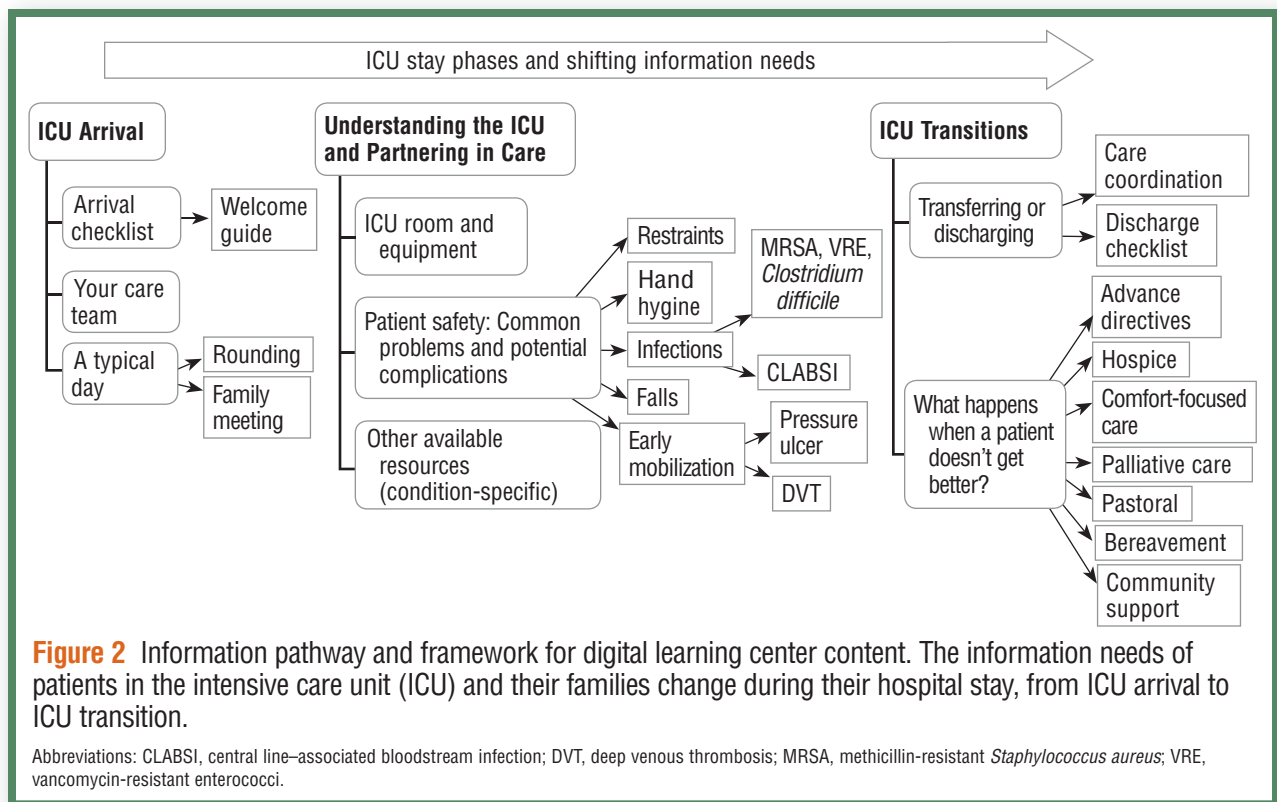 ICU stay phases and shifting information needs
ICU Arrival
Arrival
checklist
Welcome
guide
Your care
team
A typical
day
Rounding
Family
meeting
Understanding the ICU
and Partnering in Care
ICU room and
equipment
Patient safety: Common
problems and potential
complications
Restraints
Hand
hygine
Infections
MRSA, VRE,
Clostridium
difficile
CLABSI
Falls
Early
mobilization
Pressure
ulcer
DVT
Other available
resources
(condition-specific)
ICU Transitions
Transferring or
discharging
Care
coordination
Discharge
checklist
What happens
when a patient
doesn't get
better?
Advance
directives
Hospice
Comfort-focused
care
Palliative care
Pastoral
Bereavement
Community
support
Figure 2 Information pathway and framework for digital learning center content. The information needs of
patients in the intensive care unit (ICU) and their families change during their hospital stay, from ICU arrival to
ICU transition.
Abbreviations: CLABSI, central line–associated bloodstream infection; DVT, deep venous thrombosis; MRSA, methicillin-resistant Staphylococcus aureus; VRE,
vancomycin-resistant enterococci.